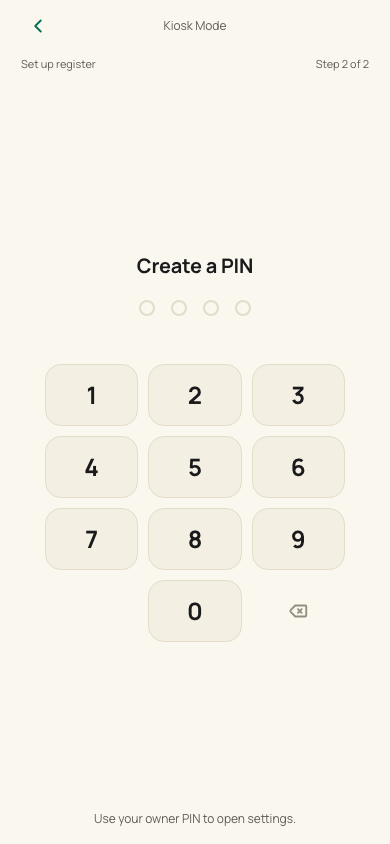 Kiosk Mode
Set up register
Step 2 of 2
Create a PIN
1 2 3
4 5 6
7 8 9
0
Use your owner PIN to open settings.